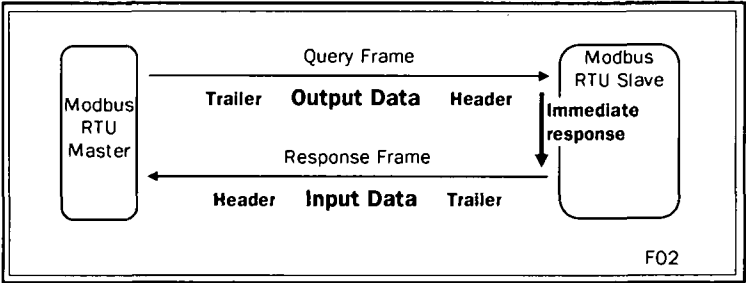 Query Frame
Modbus
RTU Slave
Modbus
RTU
Master
Trailer Output Data Header
Immediate
response
Response Frame
Header Input Data Trailer
F02